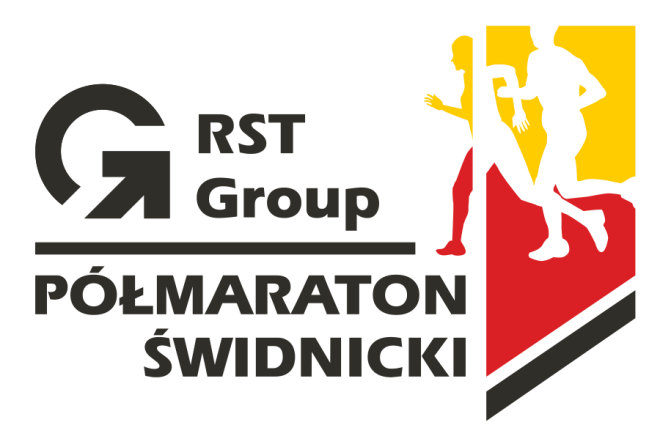 RST
Group
PÓŁMARATON
ŚWIDNICKI